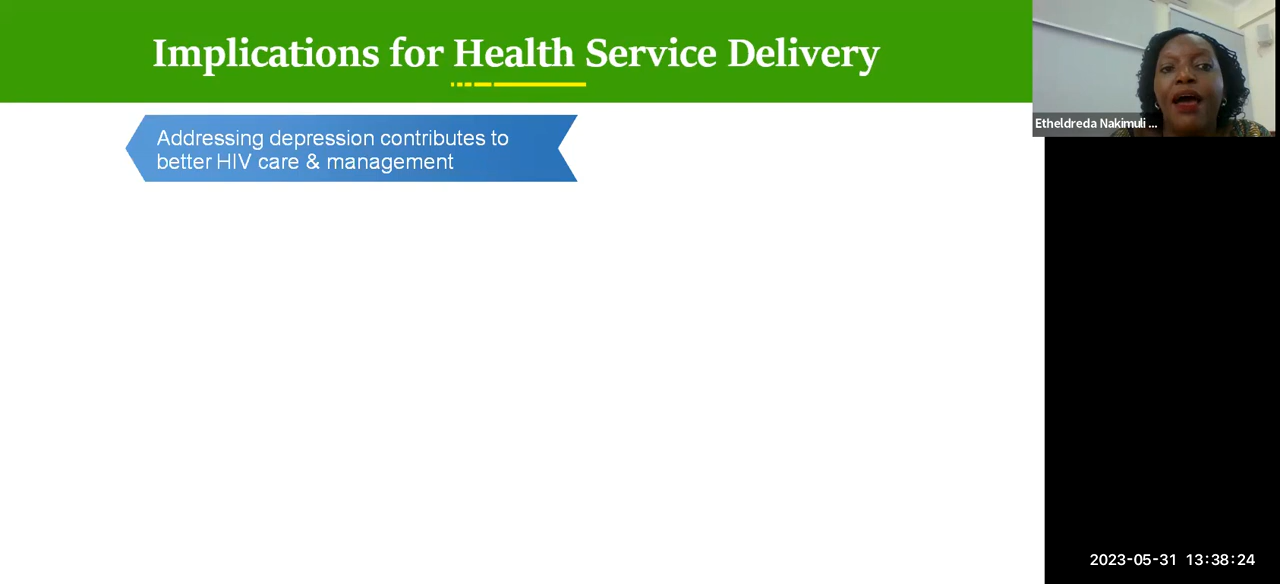 Implications for Health Service Delivery
Addressing depression contributes to
better HIV care & management
Etheldreda Nakimuli ...
2023-05-31 13:38:24